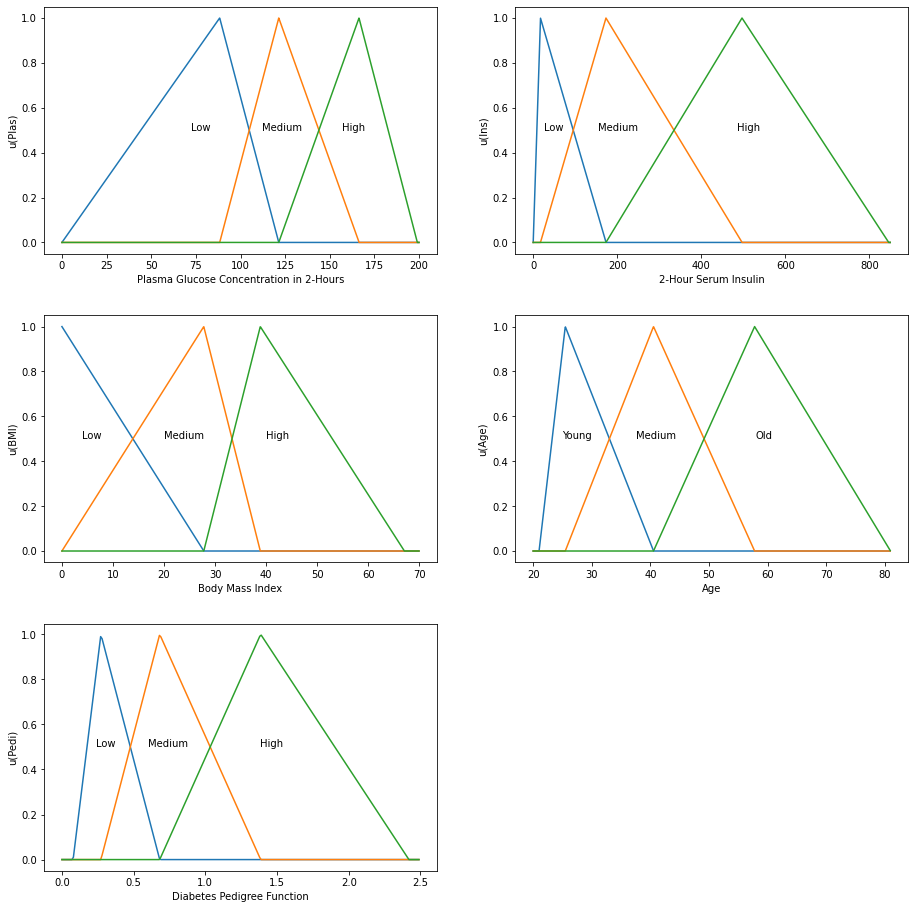 1.0
0.8
0.6
0.4
0.2
0.0
u(Plas)
Low
Medium
High
0
25
50
75
100
125
150
175
200
Plasma Glucose Concentration in 2-Hours
1.0
0.8
0.6
0.4
0.2
0.0
u(Ins)
Low
Medium
High
0
200
400
600
800
2-Hour Serum Insulin
1.0
0.8
0.6
0.4
0.2
0.0
u(BMI)
Low
Medium
High
0
10
20
30
40
50
60
70
Body Mass Index
1.0
0.8
0.6
0.4
0.2
0.0
u(Age)
Young
Medium
Old
20
30
40
50
60
70
80
Age
1.0
0.8
0.6
0.4
0.2
0.0
u(Pedi)
Low
Medium
High
0.0
0.5
1.0
1.5
2.0
2.5
Diabetes Pedigree Function